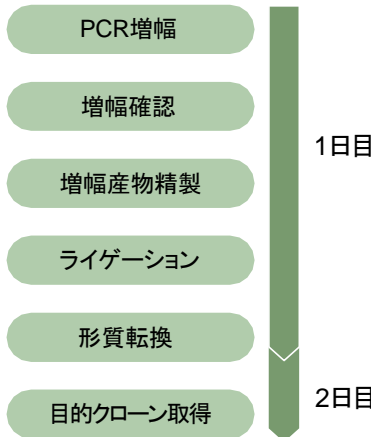 PCR増幅
増幅確認
1日目
増幅産物精製
ライゲーション
形質転換
2日目
目的クローン取得